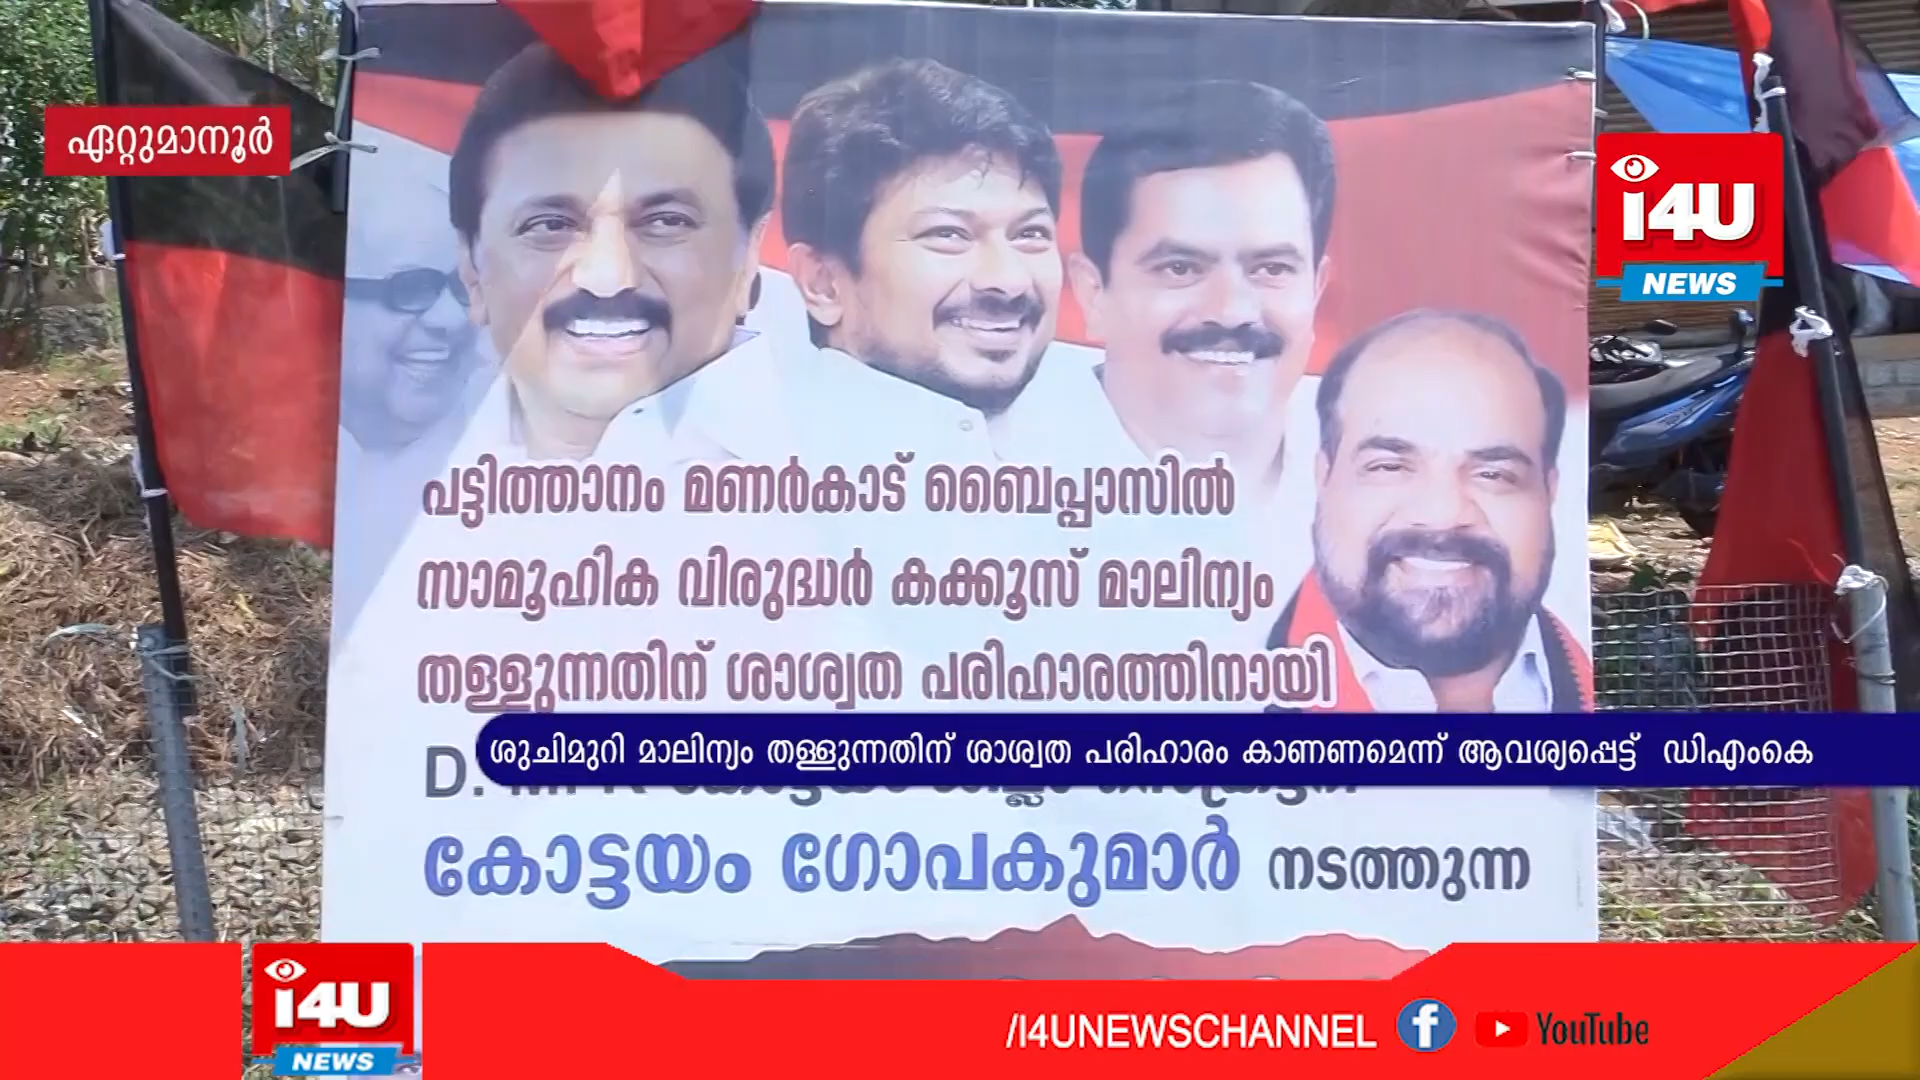 ഏറ്റുമാനൂർ
i4U
NEWS
പട്ടിത്താനം മണർകാട് ബൈപ്പാസിൽ
സാമൂഹിക വിരുദ്ധർ കക്കൂസ് മാലിന്യം
തള്ളുന്നതിന് ശാശ്വത പരിഹാരത്തിനായി
ശുചിമുറി മാലിന്യം തള്ളുന്നതിന് ശാശ്വത പരിഹാരം കാണണമെന്ന് ആവശ്യപ്പെട്ട് ഡിഎംകെ
കോട്ടയം ഗോപകുമാർ നടത്തുന്ന
i4U
NEWS
/I4UNEWSCHANNEL
YouTube